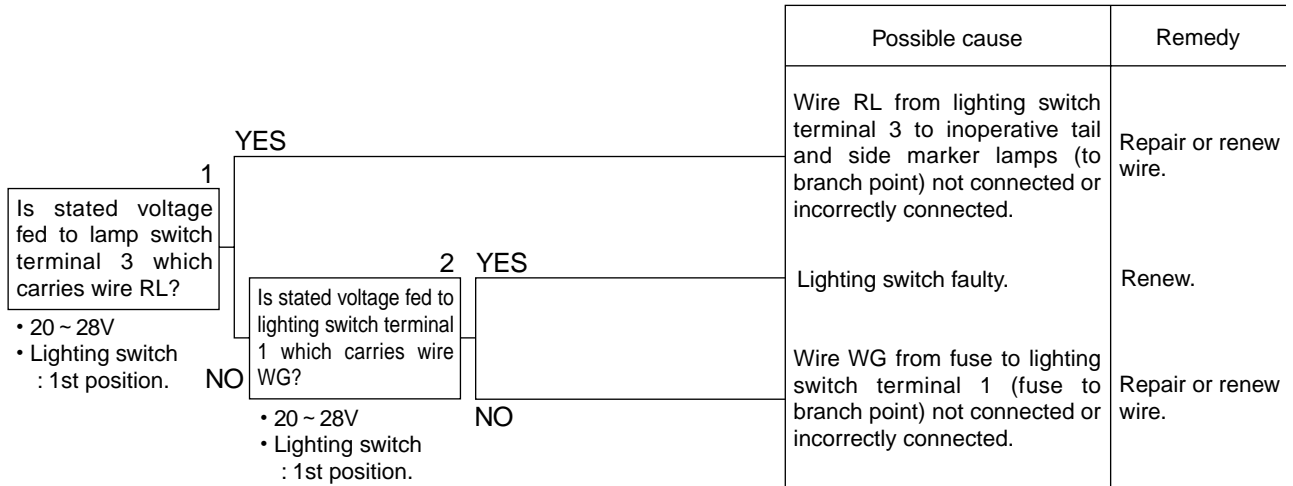 Possible cause
Remedy
Wire RL from lighting switch
terminal 3 to inoperative tail
and side marker lamps (to
branch point) not connected or
incorrectly connected.
Repair or renew
wire.
YES
1
Is stated voltage
fed to lamp switch
terminal 3 which
carries wire RL?
• 20 ~ 28V
• Lighting switch
: 1st position.
NO
2
YES
Is stated voltage fed to
lighting switch terminal
1 which carries wire
WG?
• 20 ~ 28V
• Lighting switch
: 1st position.
NO
Lighting switch faulty.
Renew.
Wire WG from fuse to lighting
switch terminal 1 (fuse to
branch point) not connected or
incorrectly connected.
Repair or renew
wire.